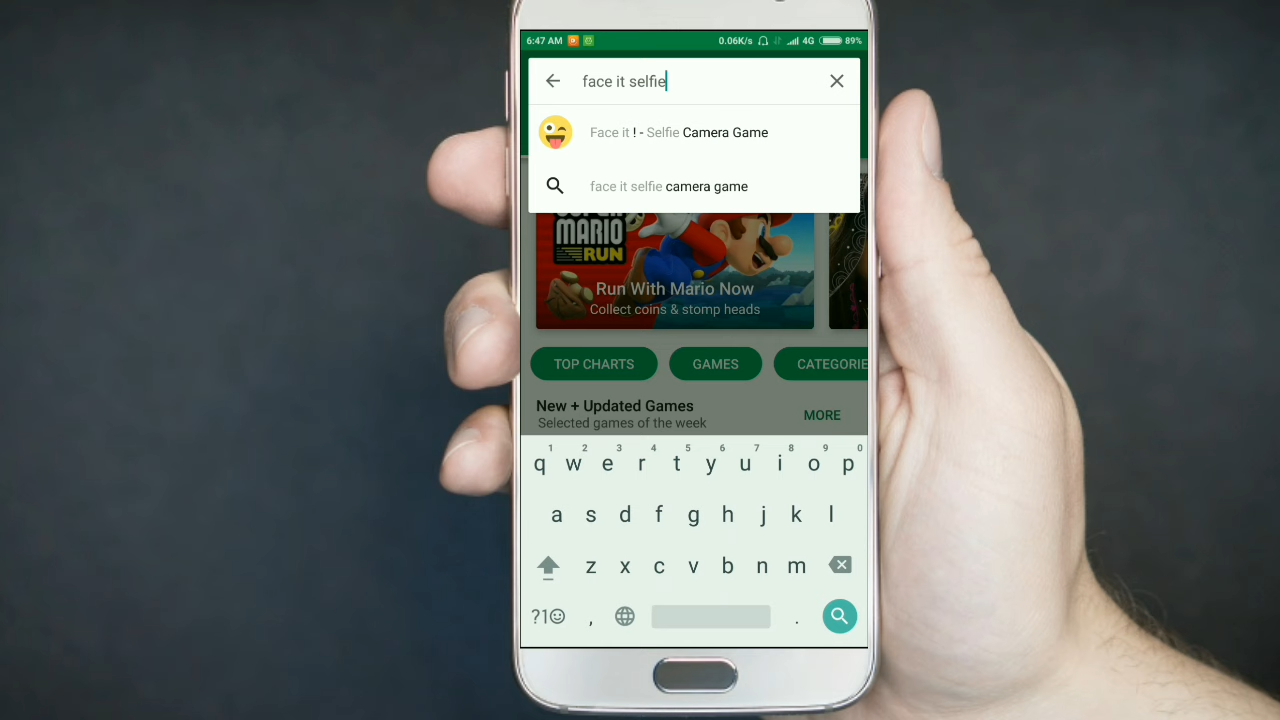 6:47 AM 0.06K/s 4G 89%
face it selfie
Face it ! - Selfie Camera Game
face it selfie camera game
SUPER
MARIO
RUN
Run With Mario Now
Collect coins & stomp heads
TOP CHARTS GAMES CATEGORIE
New + Updated Games
Selected games of the week
MORE
1 2 3 4 5 6 7 8 9 0
q w e r t y u i o p
a s d f g h j k l
z x c v b n m
?1☺ , .